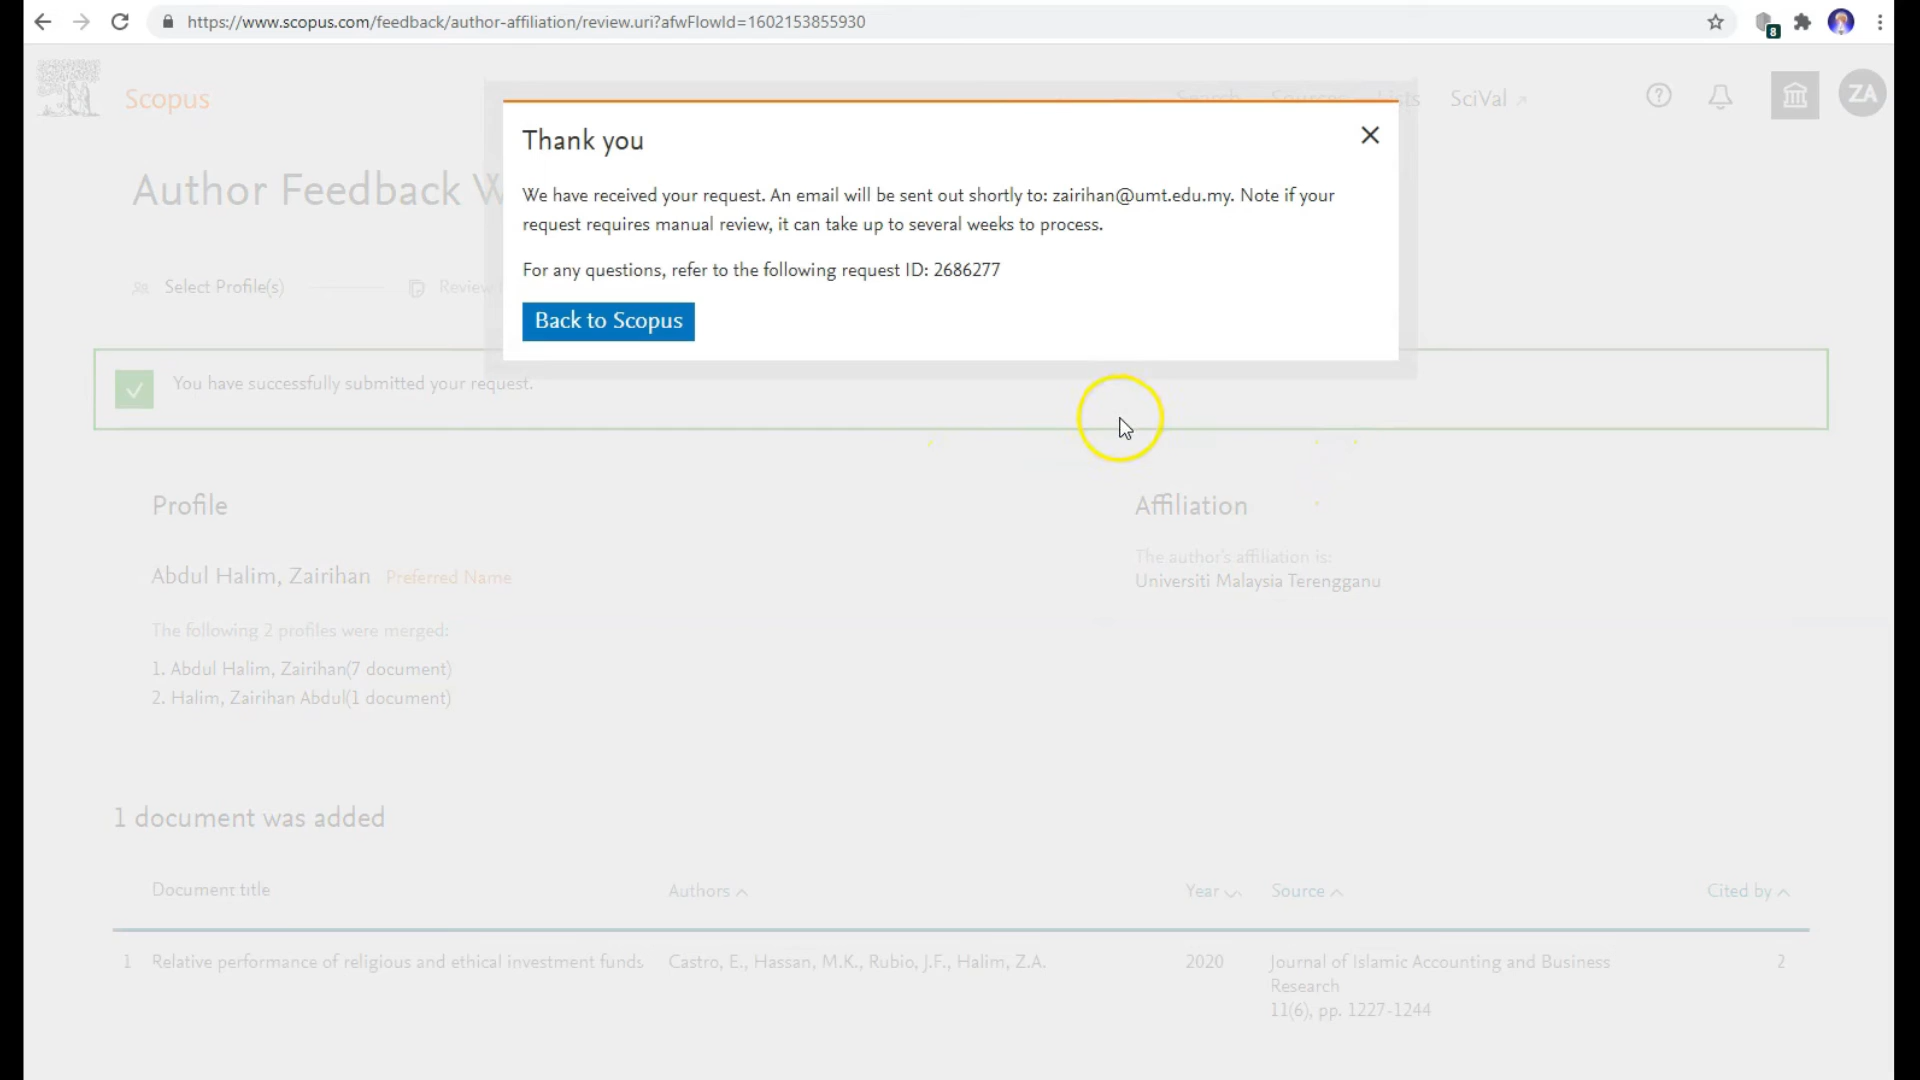 https://www.scopus.com/feedback/author-affiliation/review.uri?afwFlowId=1602153855930
8
Scopus
Search Sources Lists SciVal
ZA
Author Feedback W
Thank you
We have received your request. An email will be sent out shortly to: zairihan@umt.edu.my. Note if your
request requires manual review, it can take up to several weeks to process.
For any questions, refer to the following request ID: 2686277
Back to Scopus
Select Profile(s)
Review
You have successfully submitted your request.
Profile
Abdul Halim, Zairihan Preferred Name
The following 2 profiles were merged:
1. Abdul Halim, Zairihan(7 document)
2. Halim, Zairihan Abdul(1 document)
Affiliation
The author's affiliation is:
Universiti Malaysia Terengganu
1 document was added
Document title Authors Year Source Cited by
1 Relative performance of religious and ethical investment funds Castro, E., Hassan, M.K., Rubio, J.F., Halim, Z.A. 2020 Journal of Islamic Accounting and Business 2
Research
11(6), pp. 1227-1244